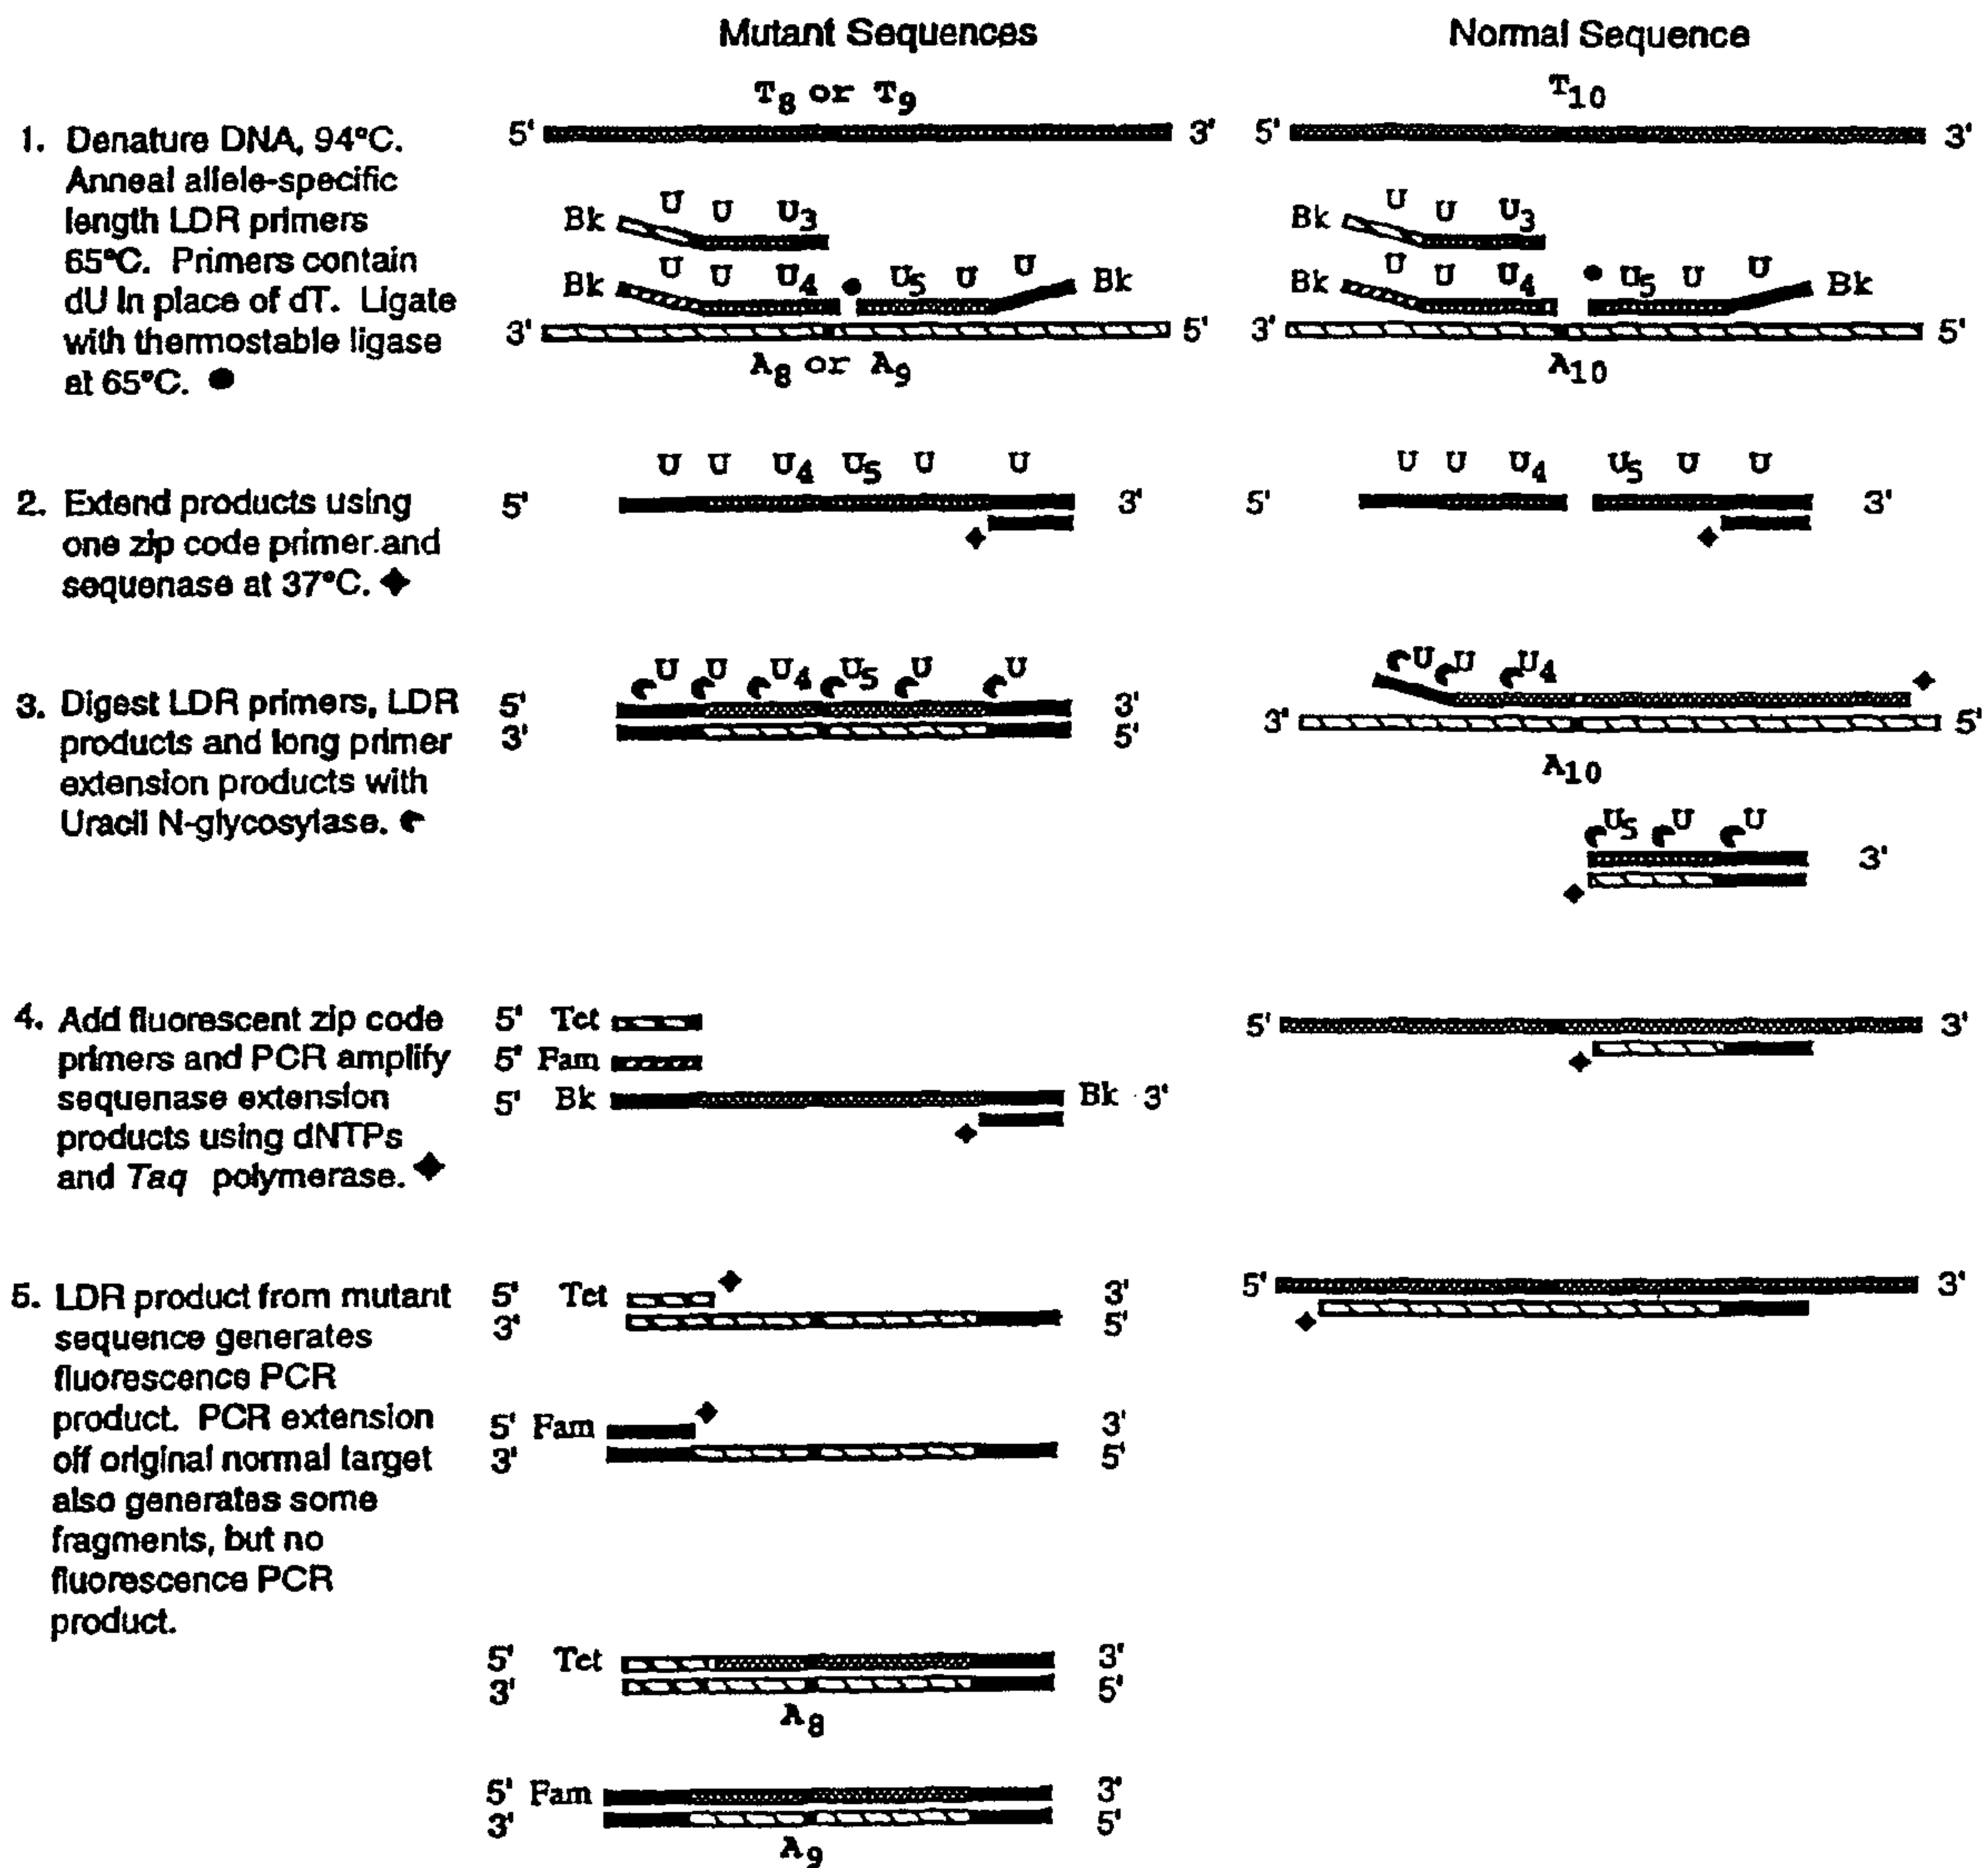 Mutant Sequences
Normal Sequence
T8 or T9
T10
1. Denature DNA, 94°C.
Anneal allele-specific
length LDR primers
65°C. Primers contain
dU in place of dT. Ligate
with thermostable ligase
at 65°C.
5' 3'
5' 3'
U U U3
Bk
U U U4 U5 U U
Bk Bk
3' 5'
A8 or A9
U U U3
Bk
U U U4 U5 U U
Bk Bk
3' 5'
A10
2. Extend products using
one zip code primer and
sequenase at 37°C.
U U U4 U5 U U
5' 3'
U U U4 U5 U U
5' 3'
3. Digest LDR primers, LDR
products and long primer
extension products with
Uracil N-glycosylase.
U U U4 U5 U U
5' 3'
3' 5'
U U U4
3' 5'
A10
U5 U U
3'
4. Add fluorescent zip code
primers and PCR amplify
sequenase extension
products using dNTPs
and Taq polymerase.
5' Tet
5' Fam
5' Bk Bk 3'
5' 3'
5. LDR product from mutant
sequence generates
fluorescence PCR
product. PCR extension
off original normal target
also generates some
fragments, but no
fluorescence PCR
product.
5' Tet 3'
3' 5'
5' Fam 3'
3' 5'
5' 3'
5' Tet 3'
3' 5'
A8
5' Fam 3'
3' 5'
A9